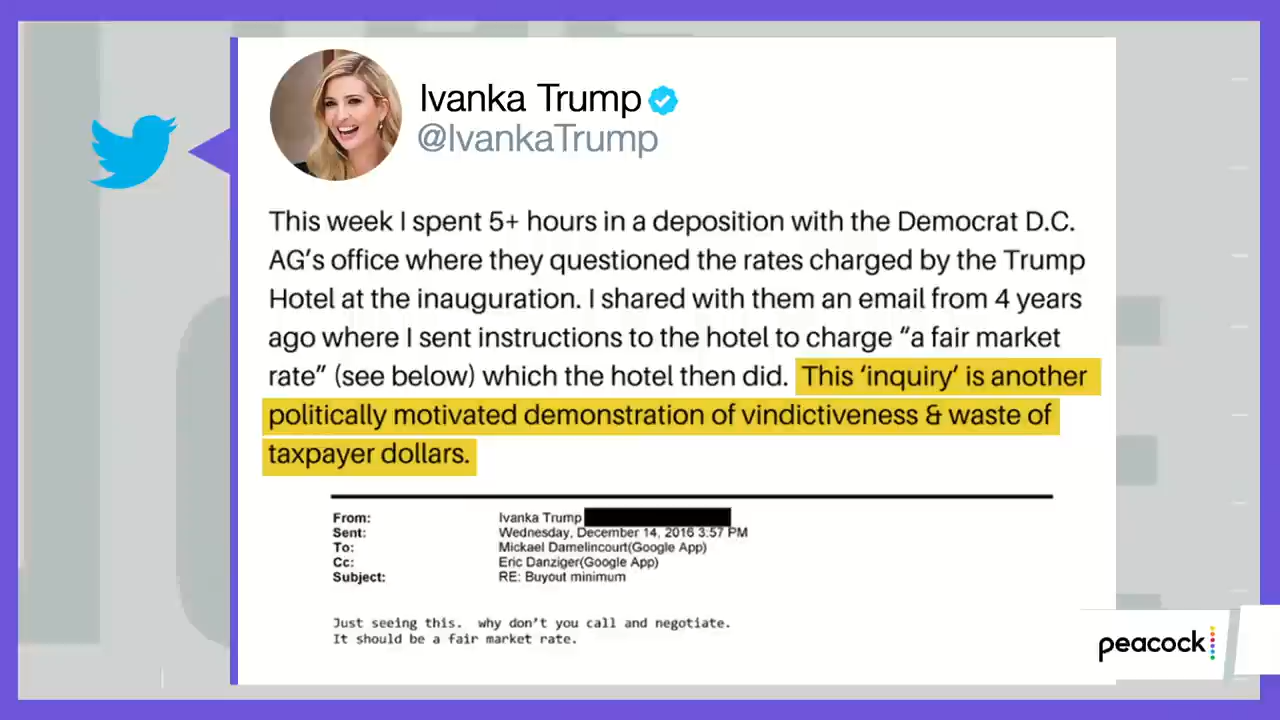 Ivanka Trump
@IvankaTrump
This week I spent 5+ hours in a deposition with the Democrat D.C.
AG’s office where they questioned the rates charged by the Trump
Hotel at the inauguration. I shared with them an email from 4 years
ago where I sent instructions to the hotel to charge “a fair market
rate” (see below) which the hotel then did. This ‘inquiry’ is another
politically motivated demonstration of vindictiveness & waste of
taxpayer dollars.
From: Ivanka Trump
Sent: Wednesday, December 14, 2016 3:57 PM
To: Mickael Damelincourt(Google App)
Cc: Eric Danziger(Google App)
Subject: RE: Buyout minimum
Just seeing this. why don’t you call and negotiate.
It should be a fair market rate.
peacock